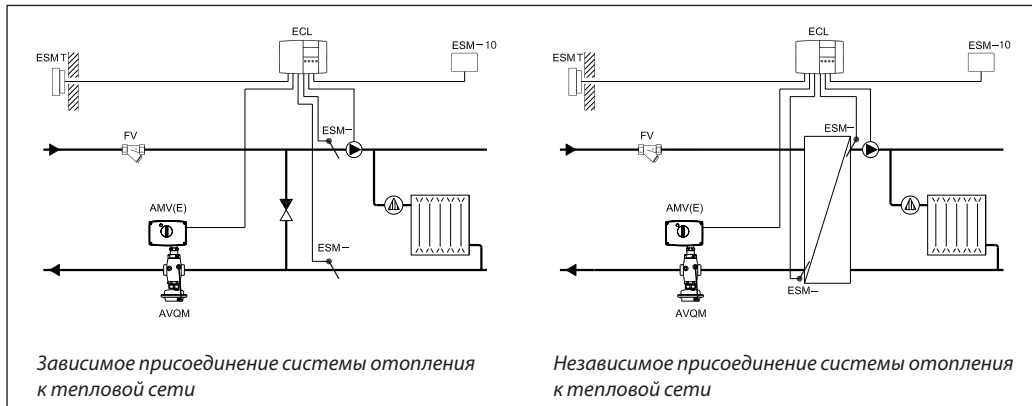 ECL
ESM T
ESM-10
FV
ESM-
AMV(E)
ESM-
AVQM
Зависимое присоединение системы отопления
к тепловой сети
ECL
ESM T
ESM-10
FV
ESM-
AMV(E)
ESM-
AVQM
Независимое присоединение системы отопления
к тепловой сети